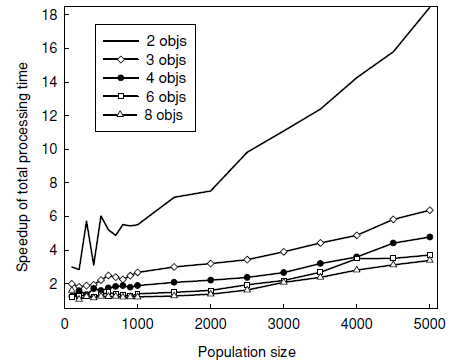 18
16
14
12
10
8
6
4
2
Speedup of total processing time
2 objs
3 objs
4 objs
6 objs
8 objs
0
1000
2000
3000
4000
5000
Population size